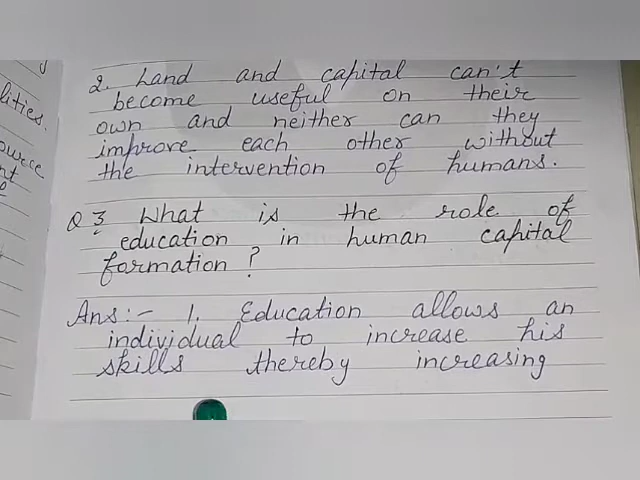 lities.
2. Land and capital can't
become useful on their
own and neither can they
improve each other without
the intervention of humans.
Q 3 What is the role of
education in human capital
formation ?
Ans:- 1. Education allows an
individual to increase his
skills thereby increasing